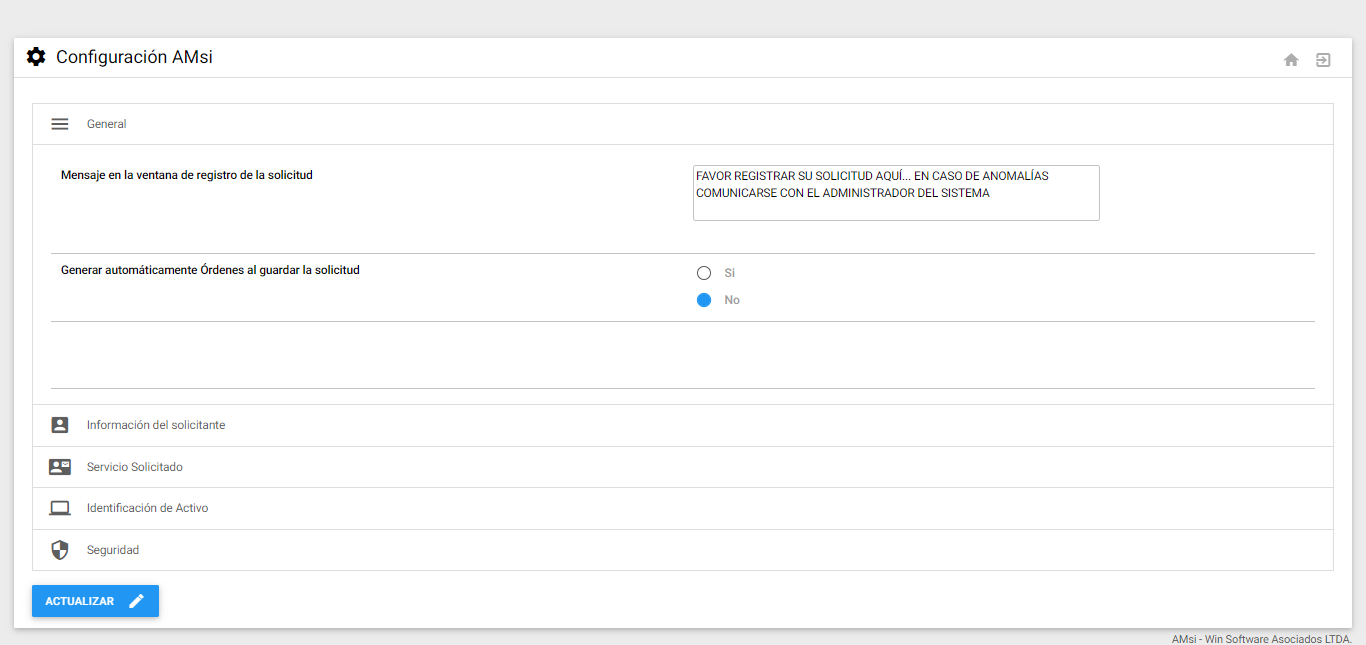 Configuración AMsi
General
Mensaje en la ventana de registro de la solicitud
FAVOR REGISTRAR SU SOLICITUD AQUÍ... EN CASO DE ANOMALÍAS
COMUNICARSE CON EL ADMINISTRADOR DEL SISTEMA
Generar automáticamente Órdenes al guardar la solicitud
Si
No
Información del solicitante
Servicio Solicitado
Identificación de Activo
Seguridad
ACTUALIZAR
AMsi - Win Software Asociados LTDA.